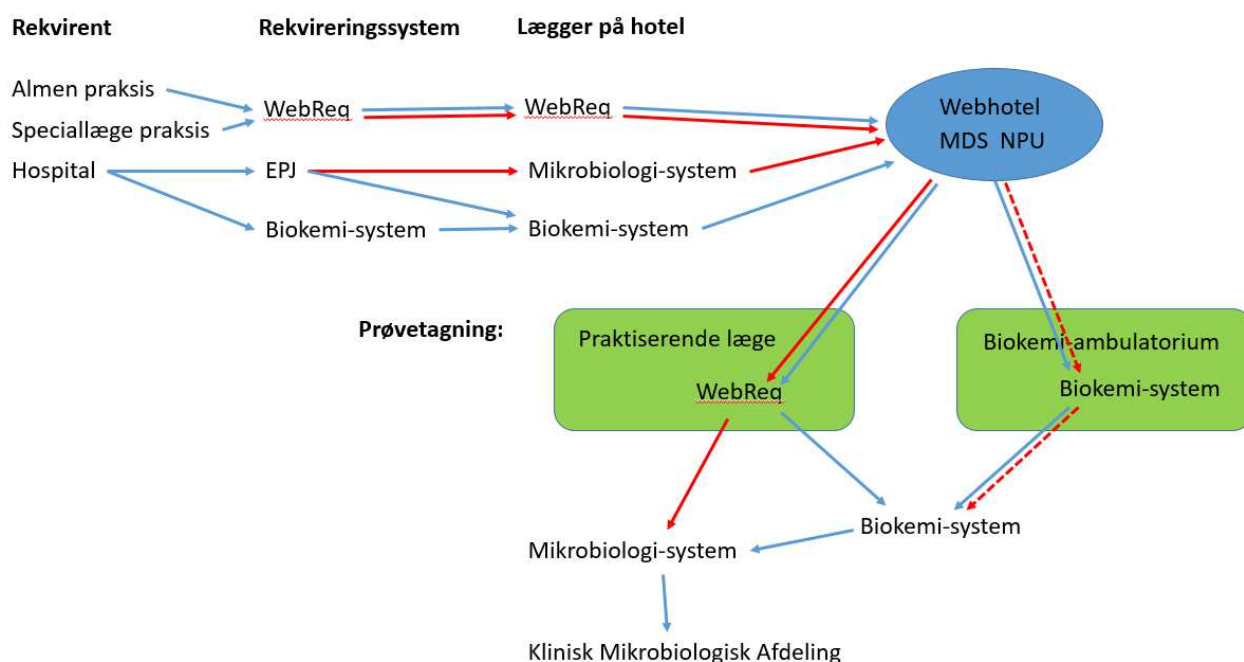 Rekvirent
Rekvireringssystem
Lægger på hotel
Almen praksis
Speciallæge praksis
Hospital
WebReq
EPJ
Biokemi-system
WebReq
Mikrobiologi-system
Biokemi-system
Webhotel
MDS NPU
Prøvetagning:
Praktiserende læge
WebReq
Biokemi-ambulatorium
Biokemi-system
Biokemi-system
Mikrobiologi-system
Klinisk Mikrobiologisk Afdeling